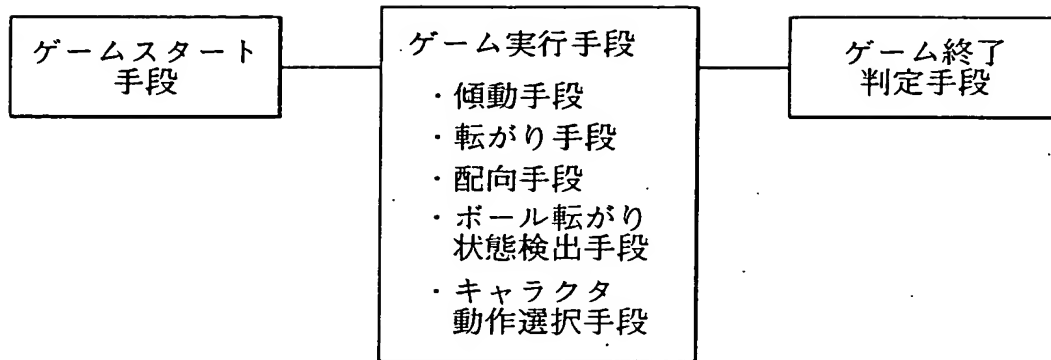 ゲームスタート
手段
ゲーム実行手段
・傾動手段
・転がり手段
・配向手段
・ボール転がり
状態検出手段
・キャラクタ
動作選択手段
ゲーム終了
判定手段